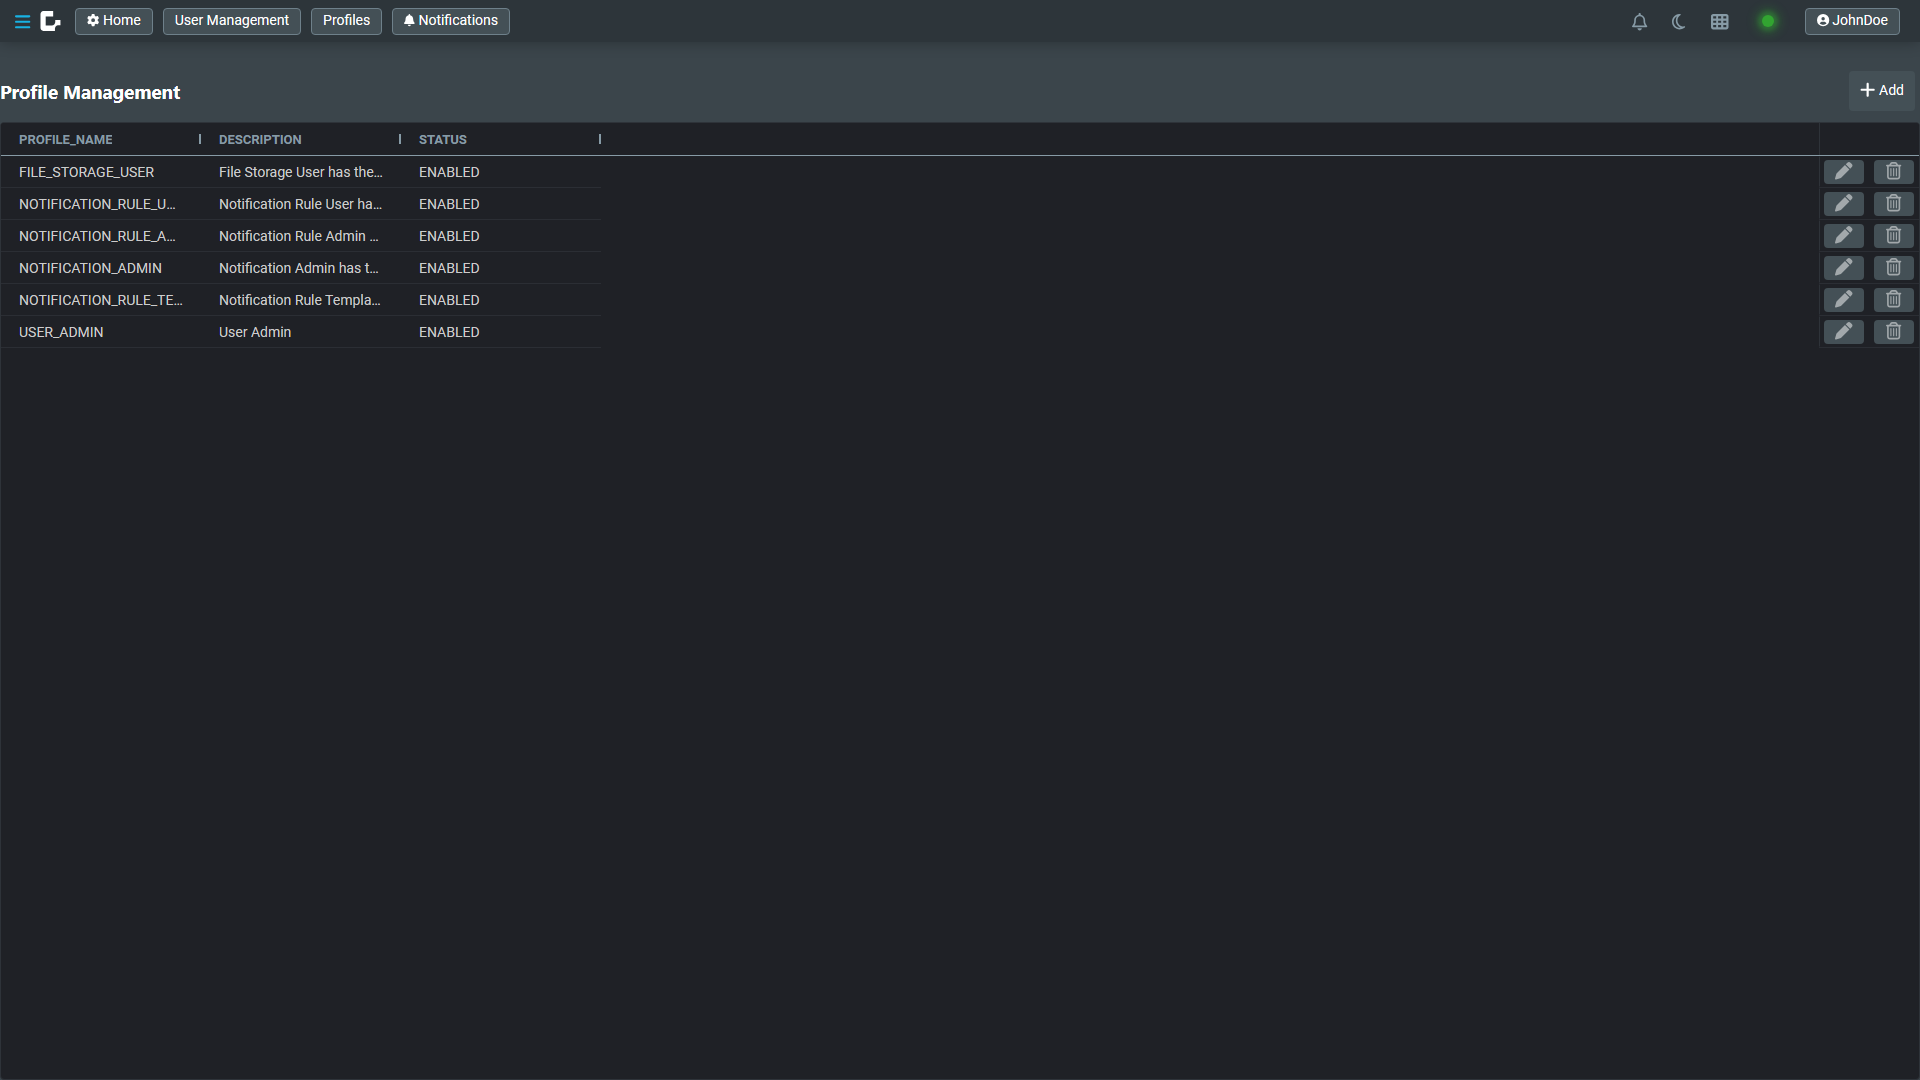 Home User Management Profiles Notifications JohnDoe
Profile Management
Add
PROFILE_NAME DESCRIPTION STATUS
FILE_STORAGE_USER File Storage User has the... ENABLED
NOTIFICATION_RULE_U... Notification Rule User ha... ENABLED
NOTIFICATION_RULE_A... Notification Rule Admin ... ENABLED
NOTIFICATION_ADMIN Notification Admin has t... ENABLED
NOTIFICATION_RULE_TE... Notification Rule Templa... ENABLED
USER_ADMIN User Admin ENABLED